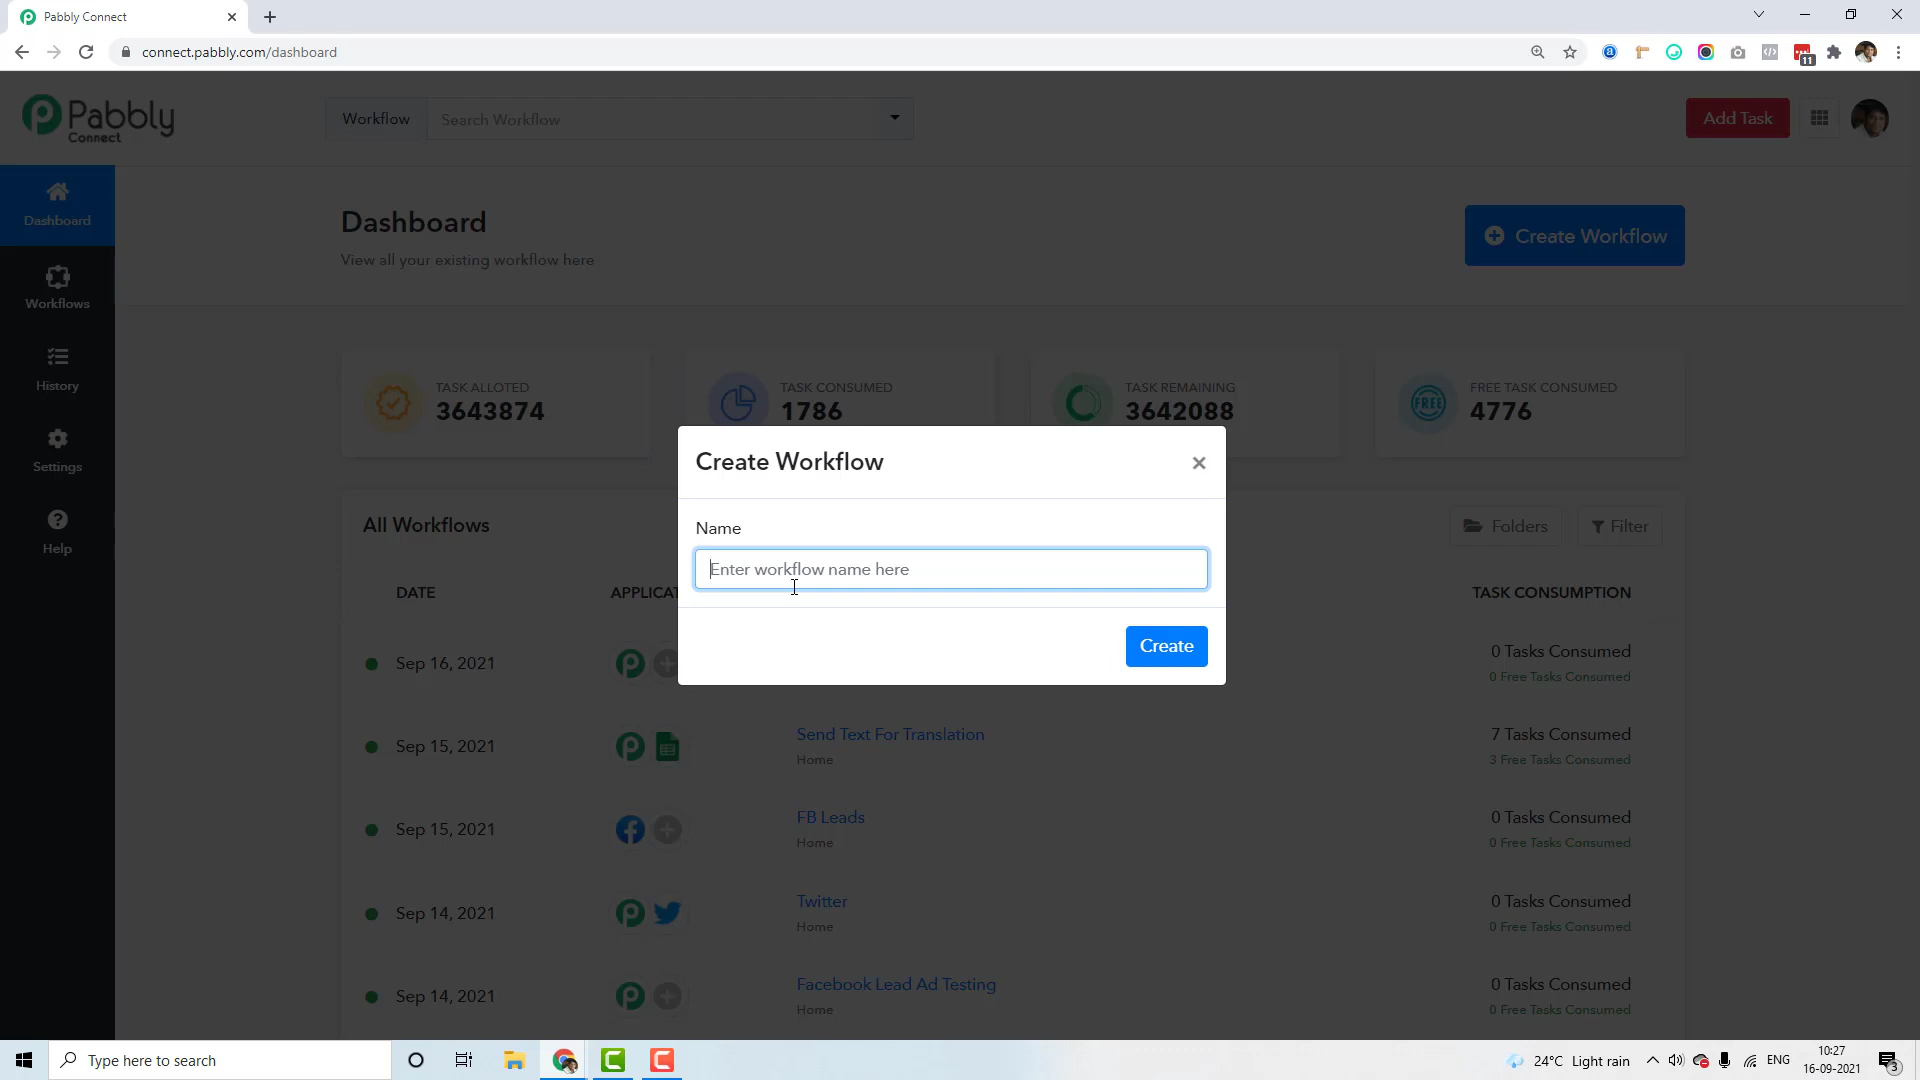 Pabbly Connect
connect.pabbly.com/dashboard
11
Pabbly
Connect
Workflow
Search Workflow
Add Task
Dashboard
Workflows
History
Settings
Help
Dashboard
View all your existing workflow here
Create Workflow
TASK ALLOTED
3643874
TASK CONSUMED
1786
TASK REMAINING
3642088
FREE
FREE TASK CONSUMED
4776
Create Workflow
Name
Enter workflow name here
Create
All Workflows
Folders
Filter
DATE
TASK CONSUMPTION
Sep 16, 2021
0 Tasks Consumed
0 Free Tasks Consumed
Sep 15, 2021
Send Text For Translation
Home
7 Tasks Consumed
3 Free Tasks Consumed
Sep 15, 2021
FB Leads
Home
0 Tasks Consumed
0 Free Tasks Consumed
Sep 14, 2021
Twitter
Home
0 Tasks Consumed
0 Free Tasks Consumed
Sep 14, 2021
Facebook Lead Ad Testing
Home
0 Tasks Consumed
0 Free Tasks Consumed
Type here to search
24°C Light rain
ENG
10:27
16-09-2021
3